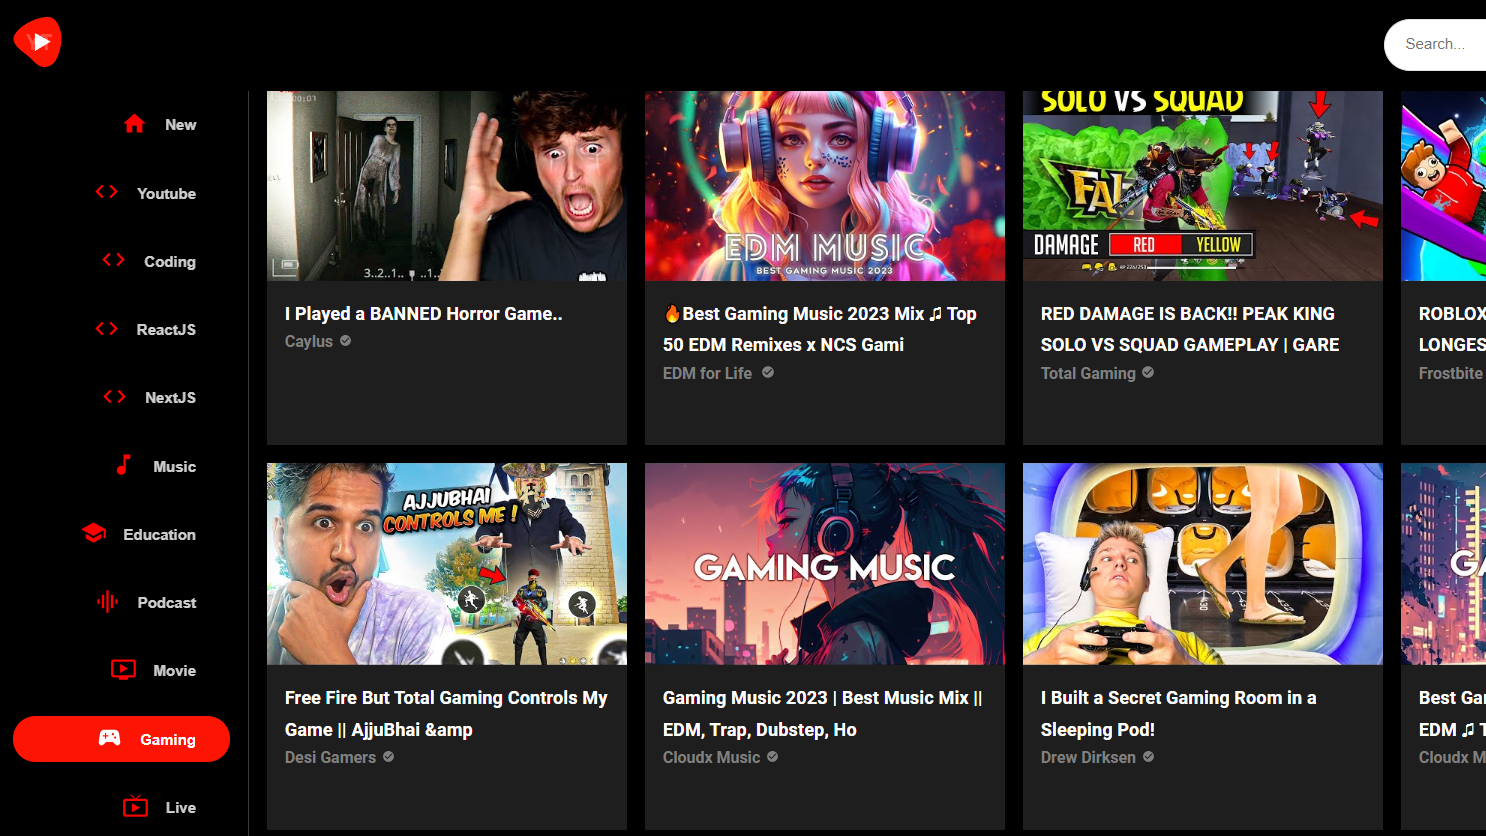 Search...
New
Youtube
Coding
ReactJS
NextJS
Music
Education
Podcast
Movie
Gaming
Live
3..2..1..
..1..
I Played a BANNED Horror Game..
Caylus
EDM MUSIC
BEST GAMING MUSIC 2023
🔥Best Gaming Music 2023 Mix ♫ Top
50 EDM Remixes x NCS Gami
EDM for Life
SOLO VS SQUAD
DAMAGE RED YELLOW
RED DAMAGE IS BACK!! PEAK KING
SOLO VS SQUAD GAMEPLAY | GARE
Total Gaming
ROBLOX
LONGES
Frostbite
AJJUBHAI
CONTROLS ME !
Free Fire But Total Gaming Controls My
Game || AjjuBhai &amp
Desi Gamers
GAMING MUSIC
Gaming Music 2023 | Best Music Mix ||
EDM, Trap, Dubstep, Ho
Cloudx Music
I Built a Secret Gaming Room in a
Sleeping Pod!
Drew Dirksen
Best Gar
EDM ♫ T
Cloudx M